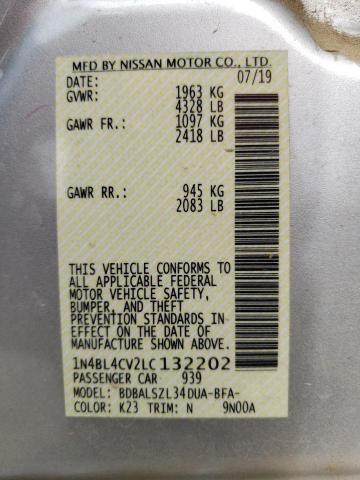 MFD BY NISSAN MOTOR CO., LTD.
DATE: 07/19
GVWR: 1963 KG
4328 LB
GAWR FR.: 1097 KG
2418 LB
GAWR RR.: 945 KG
2083 LB
THIS VEHICLE CONFORMS TO
ALL APPLICABLE FEDERAL
MOTOR VEHICLE SAFETY,
BUMPER, AND THEFT
PREVENTION STANDARDS
IN EFFECT ON THE DATE OF
MANUFACTURE SHOWN ABOVE.
1N4BL4CV2LC132202
PASSENGER CAR 939
MODEL: BDBALSZL34DUA-BFA-
COLOR: K23 TRIM: N 9N00A